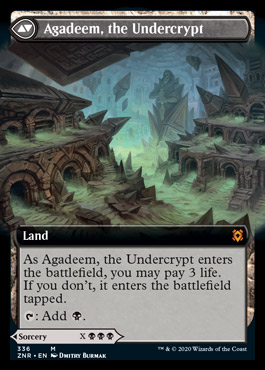 Agadeem, the Undercrypt
Land
As Agadeem, the Undercrypt enters
the battlefield, you may pay 3 life.
If you don't, it enters the battlefield
tapped.
: Add .
Sorcery X
336 M
ZNR • EN Dmitry Burmak
™ & © 2020 Wizards of the Coast